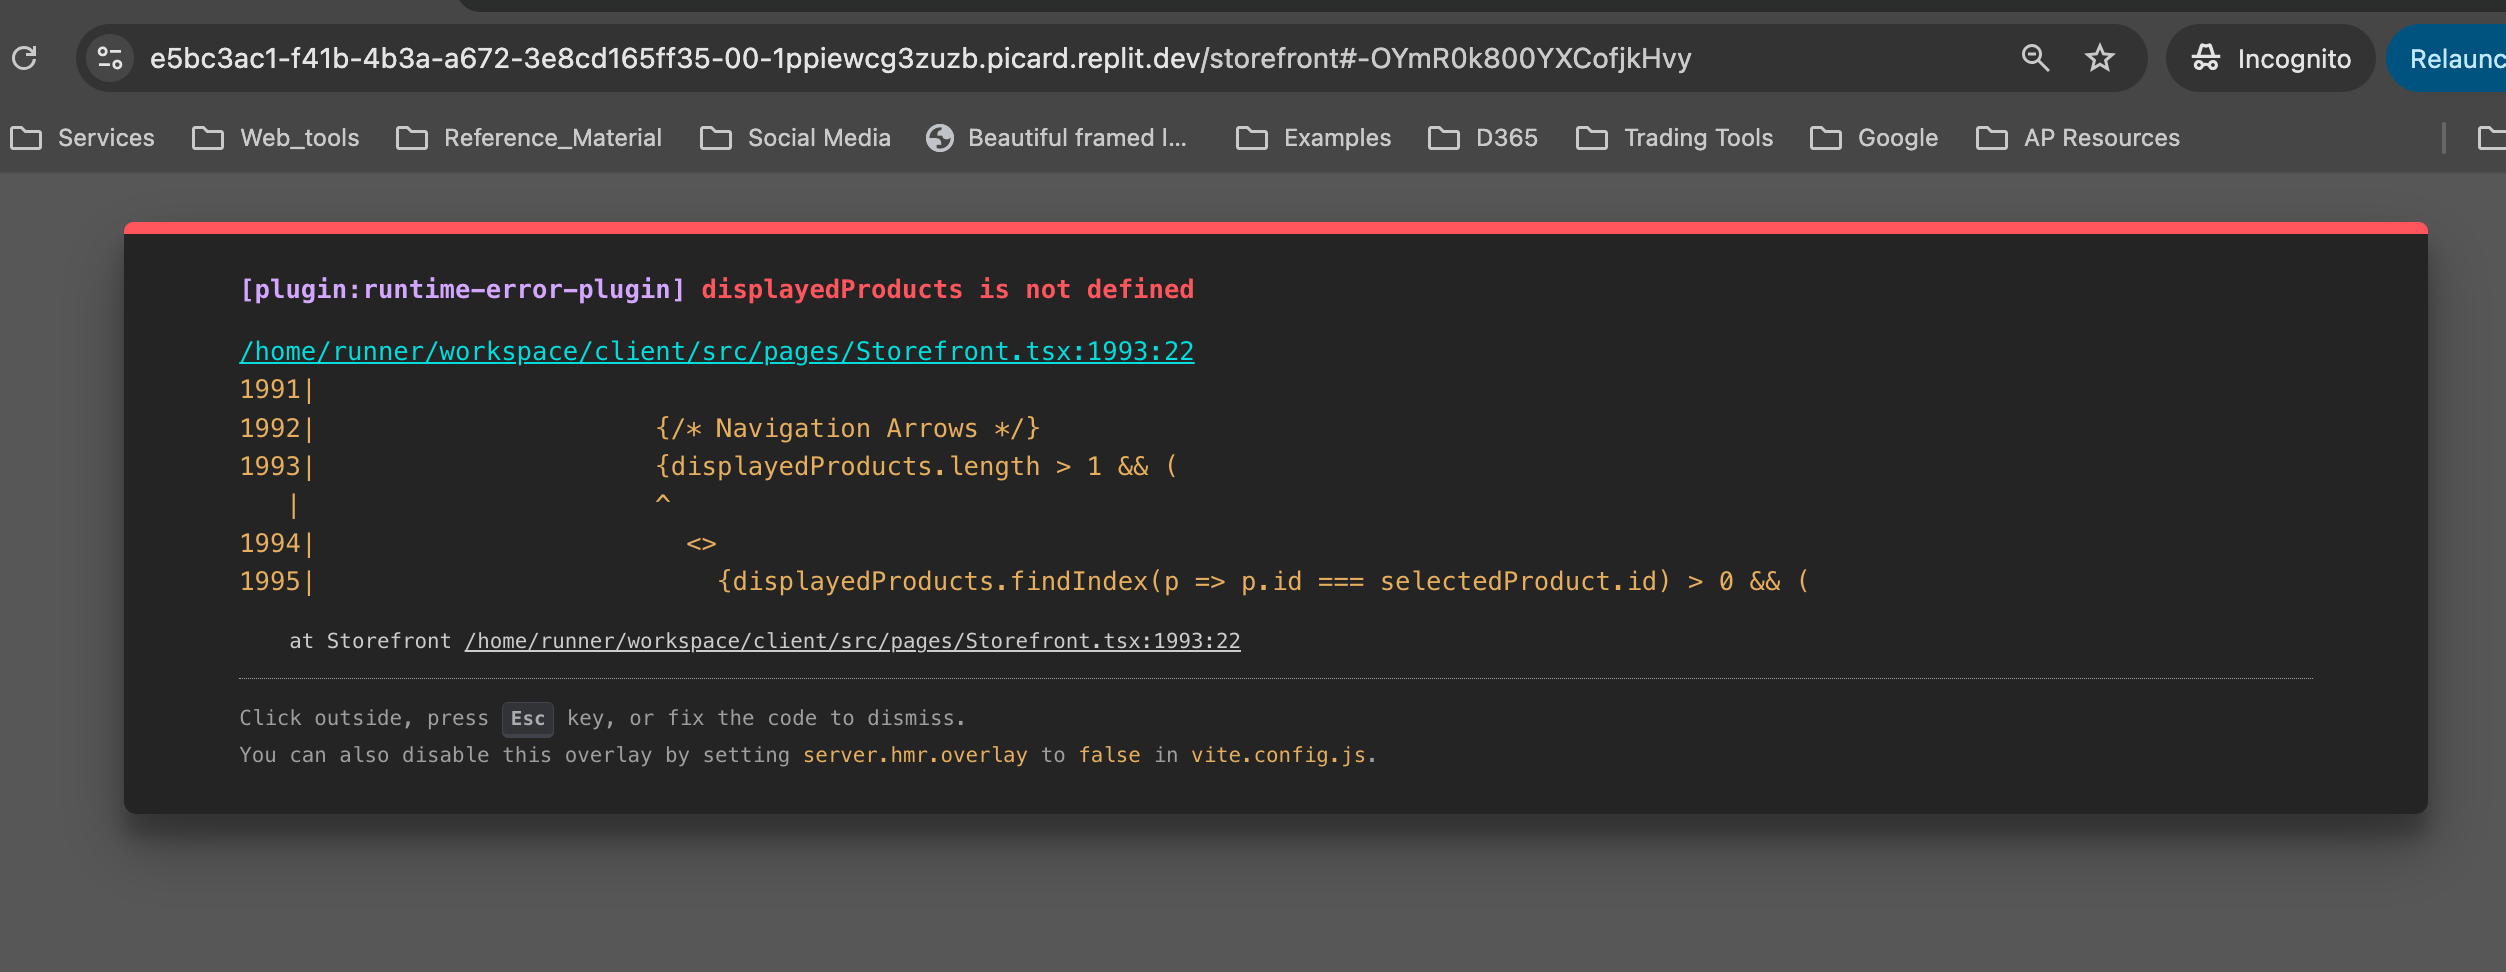 e5bc3ac1-f41b-4b3a-a672-3e8cd165ff35-00-1ppiewcg3zuzb.picard.replit.dev/storefront#-OYmR0k800YXCofjkHvy Incognito Relaunc
Services Web_tools Reference_Material Social Media Beautiful framed l... Examples D365 Trading Tools Google AP Resources
[plugin:runtime-error-plugin] displayedProducts is not defined
/home/runner/workspace/client/src/pages/Storefront.tsx:1993:22
1991|
1992| {/* Navigation Arrows */}
1993| {displayedProducts.length > 1 && (
| ^
1994| <>
1995| {displayedProducts.findIndex(p => p.id === selectedProduct.id) > 0 && (
at Storefront /home/runner/workspace/client/src/pages/Storefront.tsx:1993:22
Click outside, press Esc key, or fix the code to dismiss.
You can also disable this overlay by setting server.hmr.overlay to false in vite.config.js.